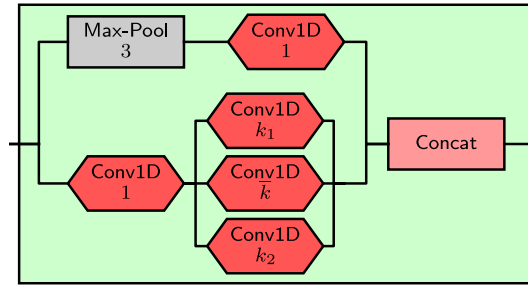 Max-Pool
3
Conv1D
1
Conv1D
k₁
Conv1D
1
Conv1D
k̅
Concat
Conv1D
k₂